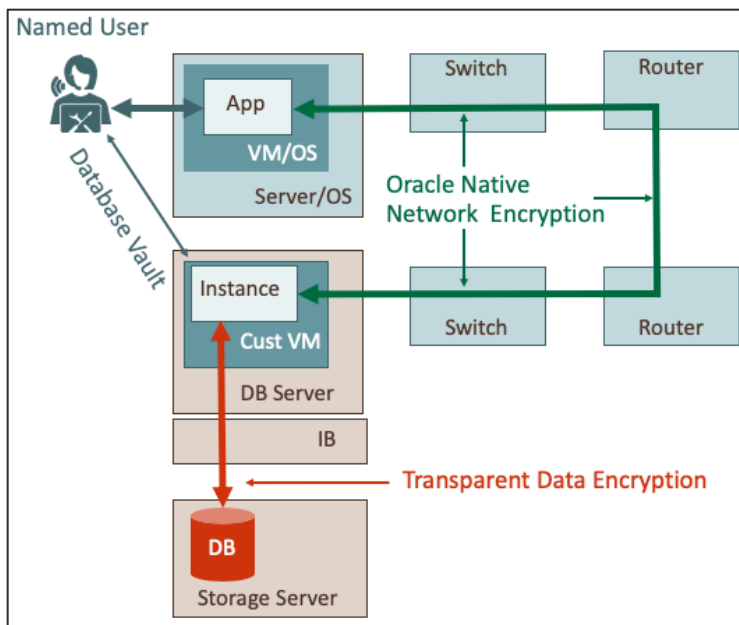 Named User
App
VM/OS
Server/OS
Switch
Router
Database Vault
Oracle Native
Network Encryption
Instance
Cust VM
DB Server
Switch
Router
IB
Transparent Data Encryption
DB
Storage Server